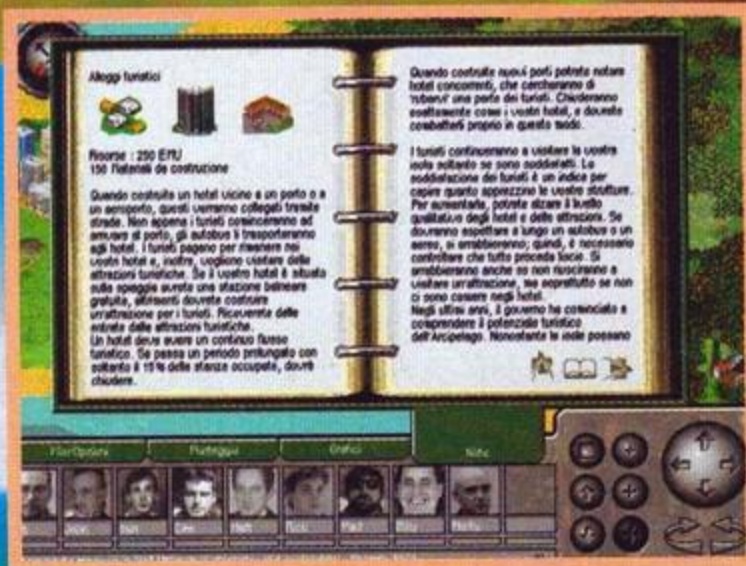 Alloggi turistici
Risorse : 250 EMU
150 Materiali da costruzione
Quando costruite un hotel vicino a un porto o a
un aeroporto, questi verranno collegati tramite
strade. Non appena i turisti cominceranno ad
arrivare al porto, gli autobus li trasporteranno
agli hotel. I turisti pagano per rimanere nei
vostri hotel e, inoltre, vogliono visitare delle
attrazioni turistiche. Se il vostro hotel è situato
sulla spiaggia avrete una stazione balneare
gratuita, altrimenti dovrete costruire
un'attrazione per i turisti. Riceverete delle
entrate dalle attrazioni turistiche.
Un hotel deve avere un continuo flusso
turistico. Se passa un periodo prolungato con
soltanto il 15% delle stanze occupate, dovrà
chiudere.
Quando costruite nuovi porti potrete notare
hotel concorrenti, che cercheranno di
'rubarvi' una parte dei turisti. Chiuderanno
esattamente come i vostri hotel, e dovrete
combatterli proprio in questo modo.
I turisti continueranno a visitare la vostra
isola soltanto se sono soddisfatti. La
soddisfazione dei turisti è un indice per
capire quanto apprezzino le vostre strutture.
Per aumentarla, potrete alzare il livello
qualitativo degli hotel e delle attrazioni. Se
dovranno aspettare a lungo un autobus o un
aereo, si arrabbieranno; quindi, è necessario
controllare che tutto proceda liscio. Si
arrabbieranno anche se non riusciranno a
visitare un'attrazione, ma soprattutto se non
ci sono camere negli hotel.
Negli ultimi anni, il governo ha cominciato a
comprendere il potenziale turistico
dell'Arcipelago. Nonostante le isole possano
File/Opzioni Punteggio Grafici Note